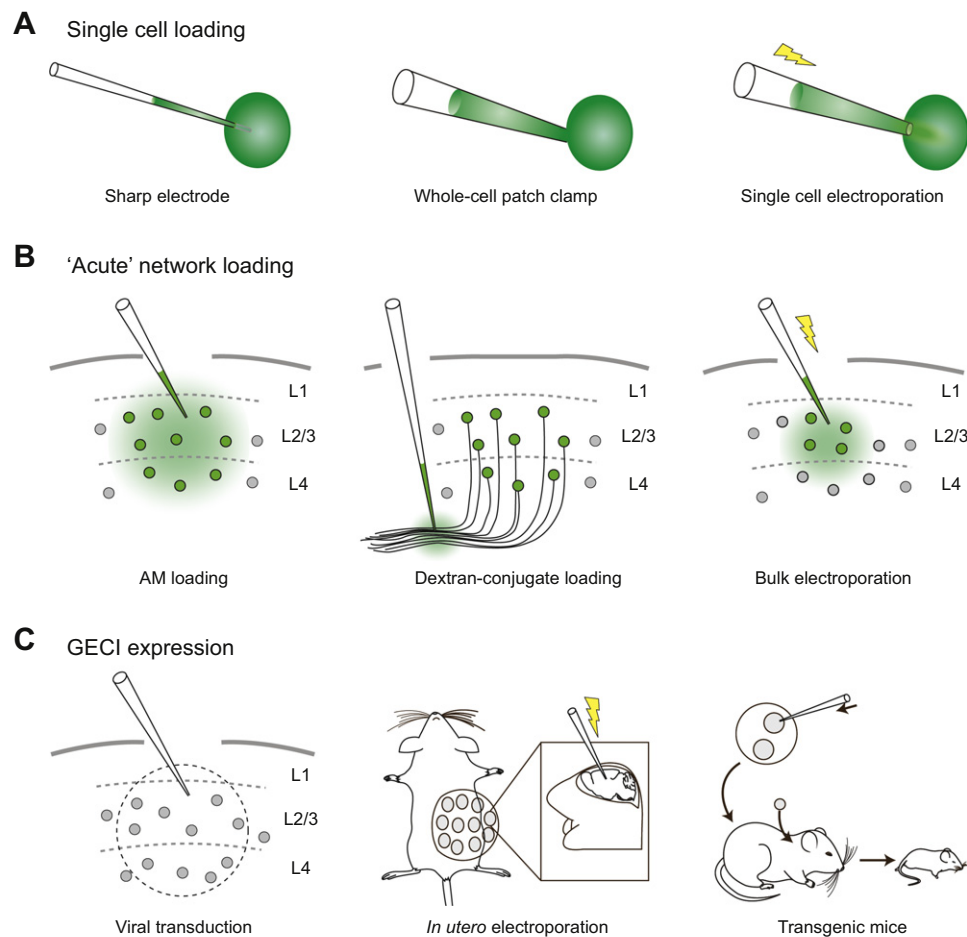 A Single cell loading
Sharp electrode
Whole-cell patch clamp
Single cell electroporation
B ‘Acute’ network loading
L1
L2/3
L4
L1
L2/3
L4
L1
L2/3
L4
AM loading
Dextran-conjugate loading
Bulk electroporation
C GECI expression
L1
L2/3
L4
Viral transduction
In utero electroporation
Transgenic mice